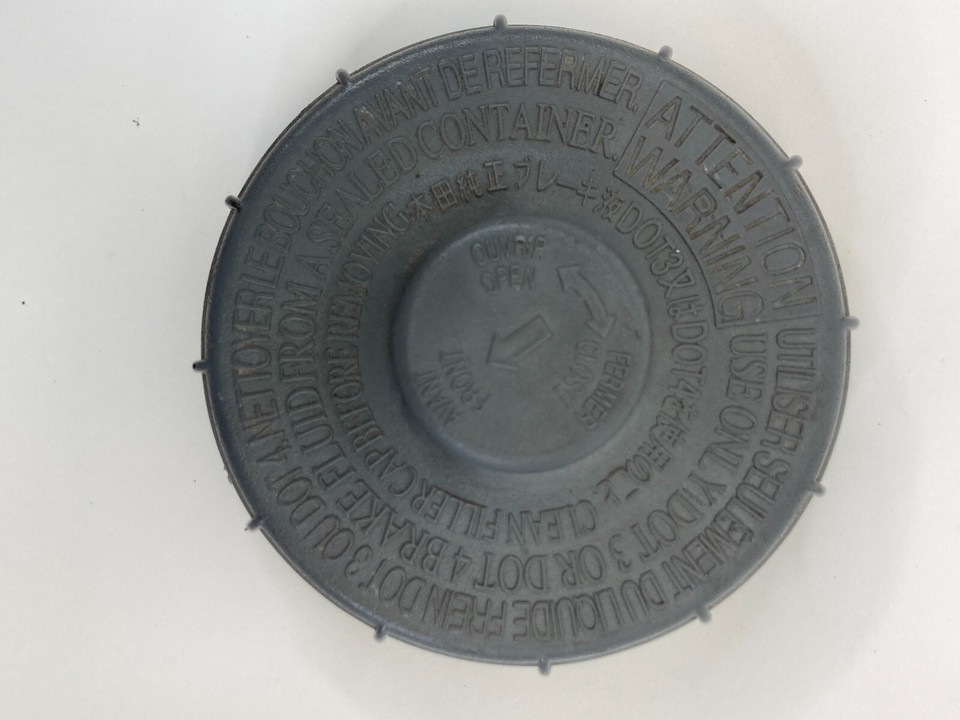 ATTENTION UTILISER SEULEMENT DU LIQUIDE FREIN DOT 3 OU DOT 4. NETTOYER LE BOUCHON AVANT DE REFERMER.
WARNING USE ONLY DOT 3 OR DOT 4 BRAKE FLUID FROM A SEALED CONTAINER.
CLEAN FILLER CAP BEFORE REMOVING.
本田純正ブレーキ液DOT3又はDOT4を使用のこと
OUVRIR
OPEN
FERMER
CLOSE
AVANT
FRONT